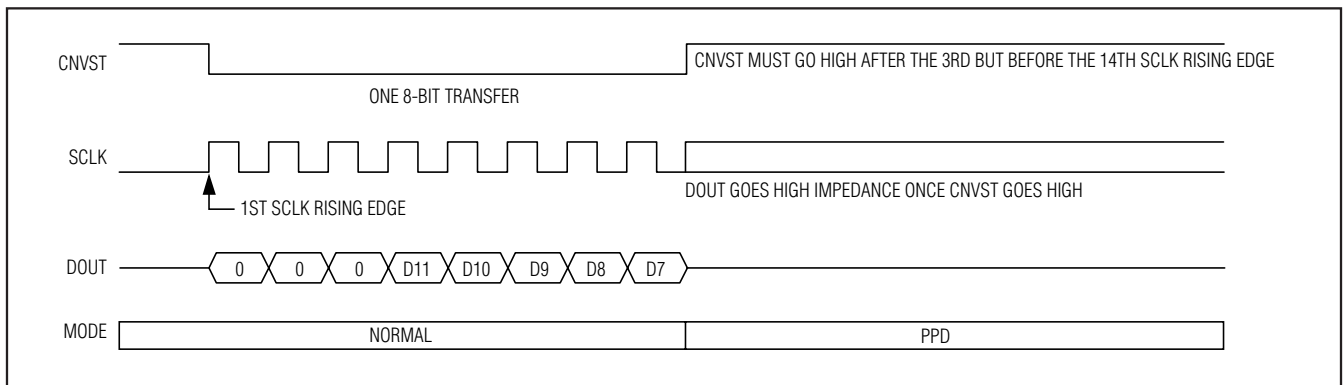 CNVST
CNVST MUST GO HIGH AFTER THE 3RD BUT BEFORE THE 14TH SCLK RISING EDGE
ONE 8-BIT TRANSFER
SCLK
DOUT GOES HIGH IMPEDANCE ONCE CNVST GOES HIGH
1ST SCLK RISING EDGE
DOUT 0 0 0 D11 D10 D9 D8 D7
MODE NORMAL PPD